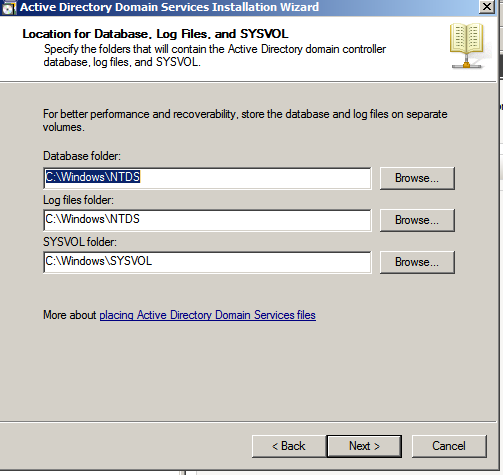 Active Directory Domain Services Installation Wizard
Location for Database, Log Files, and SYSVOL
Specify the folders that will contain the Active Directory domain controller
database, log files, and SYSVOL.
For better performance and recoverability, store the database and log files on separate
volumes.
Database folder:
C:\Windows\NTDS
Browse...
Log files folder:
C:\Windows\NTDS
Browse...
SYSVOL folder:
C:\Windows\SYSVOL
Browse...
More about placing Active Directory Domain Services files
< Back
Next >
Cancel